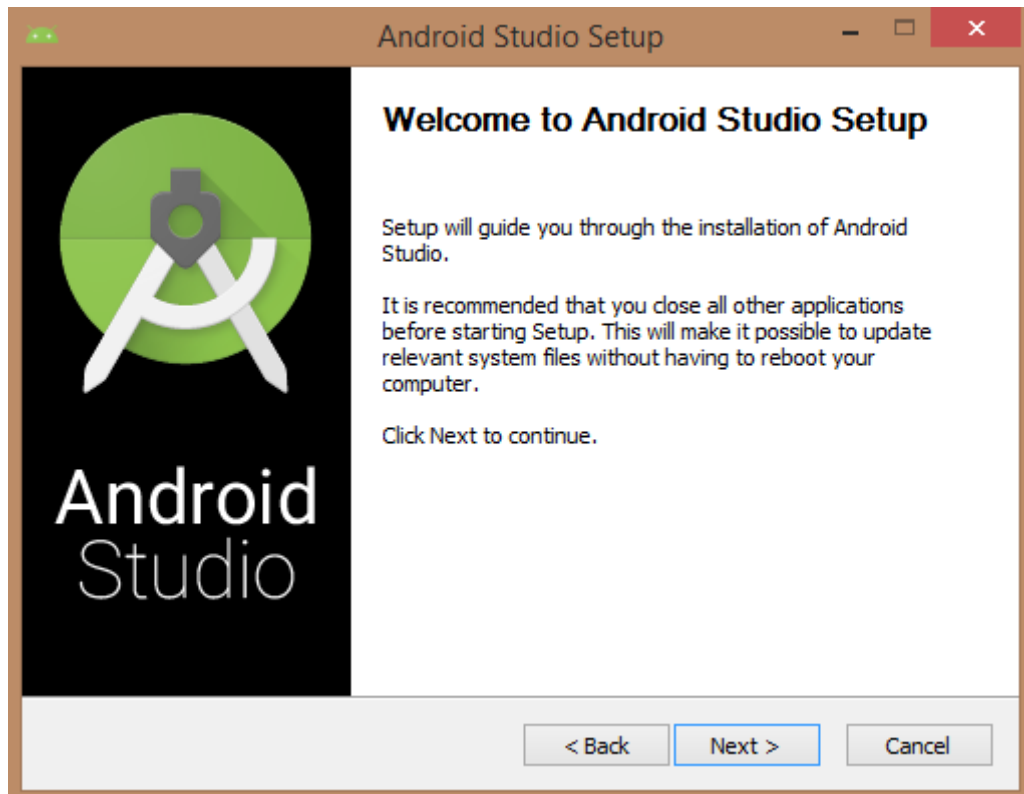 Android Studio Setup
Welcome to Android Studio Setup
Setup will guide you through the installation of Android
Studio.
It is recommended that you close all other applications
before starting Setup. This will make it possible to update
relevant system files without having to reboot your
computer.
Click Next to continue.
Android
Studio
< Back
Next >
Cancel